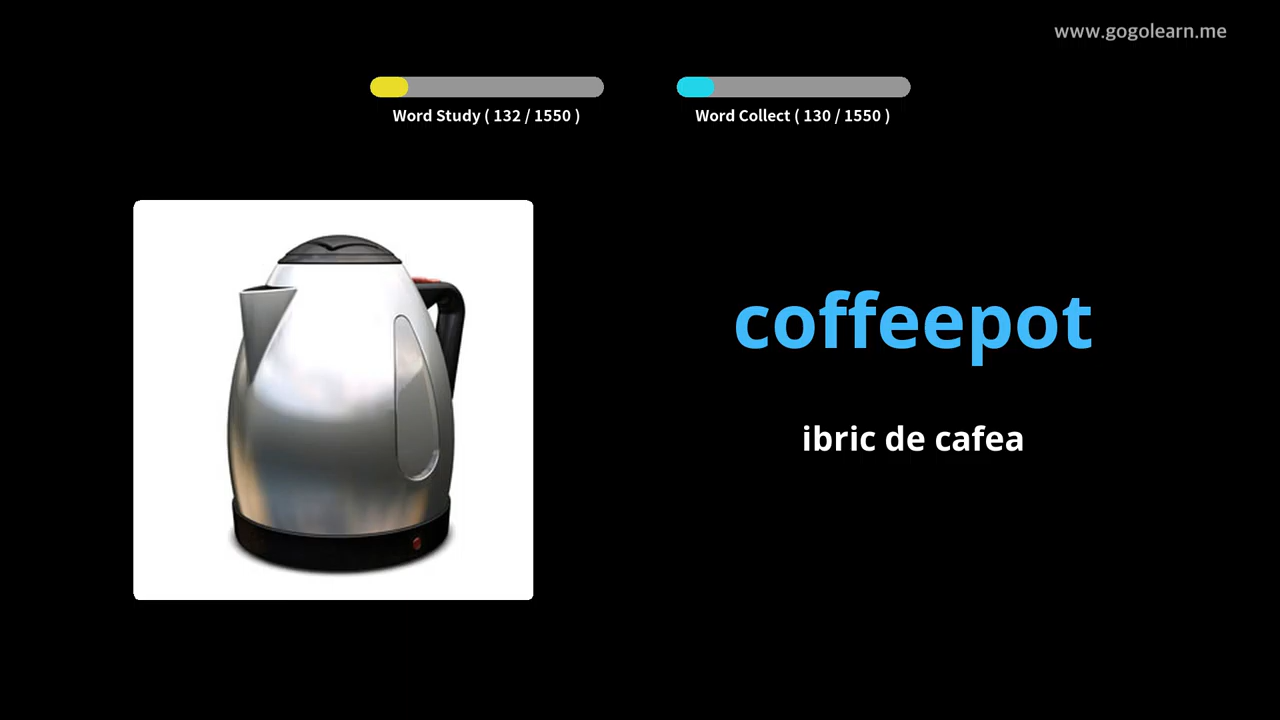 www.gogolearn.me
Word Study ( 132 / 1550 )
Word Collect ( 130 / 1550 )
coffeepot
ibric de cafea